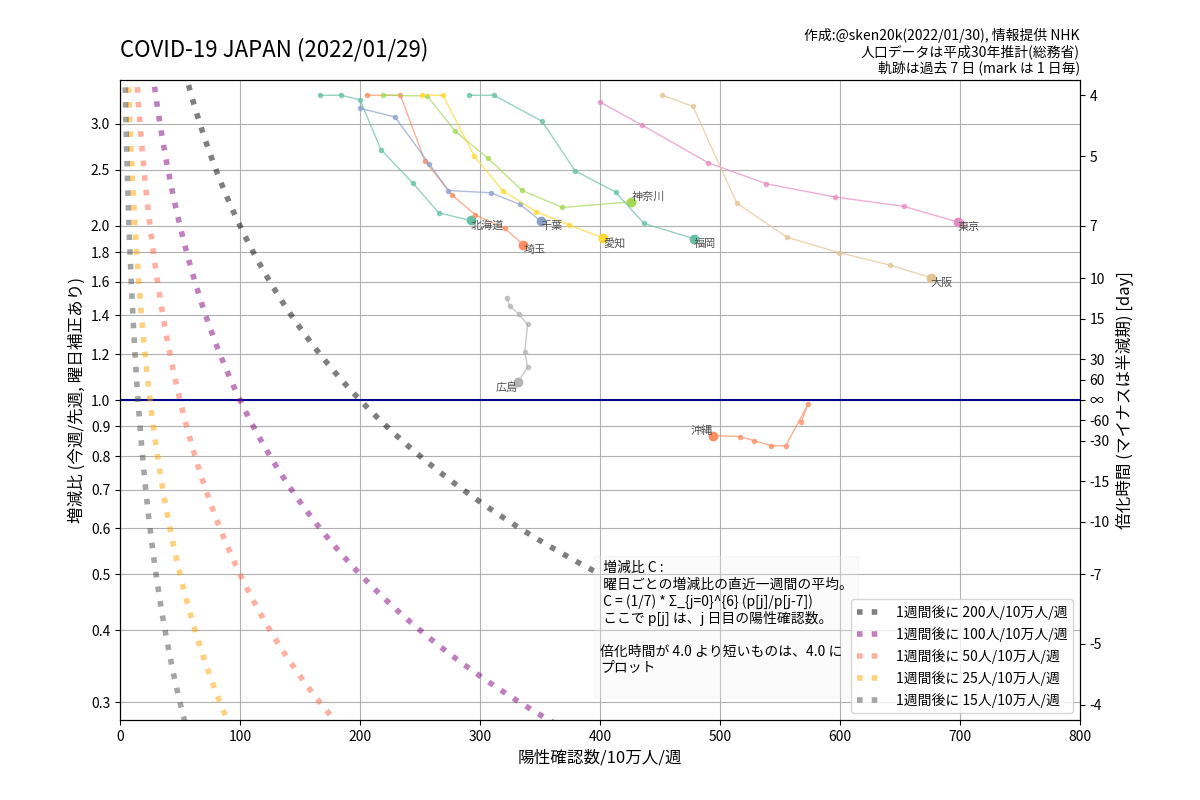 COVID-19 JAPAN (2022/01/29)
作成:@sken20k(2022/01/30), 情報提供 NHK
人口データは平成30年推計(総務省)
軌跡は過去 7 日 (mark は 1 日毎)
増減比 (今週/先週, 曜日補正あり)
3.0
2.5
2.0
1.8
1.6
1.4
1.2
1.0
0.9
0.8
0.7
0.6
0.5
0.4
0.3
神奈川
北海道
千葉
東京
埼玉
愛知
福岡
大阪
広島
沖縄
4
5
7
10
15
30
60
∞
-60
-30
-15
-10
-7
-5
-4
倍化時間 (マイナスは半減期) [day]
増減比 C :
曜日ごとの増減比の直近一週間の平均。
C = (1/7) * Σ_{j=0}^{6} (p[j]/p[j-7])
ここで p[j] は、j 日目の陽性確認数。
倍化時間が 4.0 より短いものは、4.0 に
プロット
1週間後に 200人/10万人/週
1週間後に 100人/10万人/週
1週間後に 50人/10万人/週
1週間後に 25人/10万人/週
1週間後に 15人/10万人/週
0 100 200 300 400 500 600 700 800
陽性確認数/10万人/週